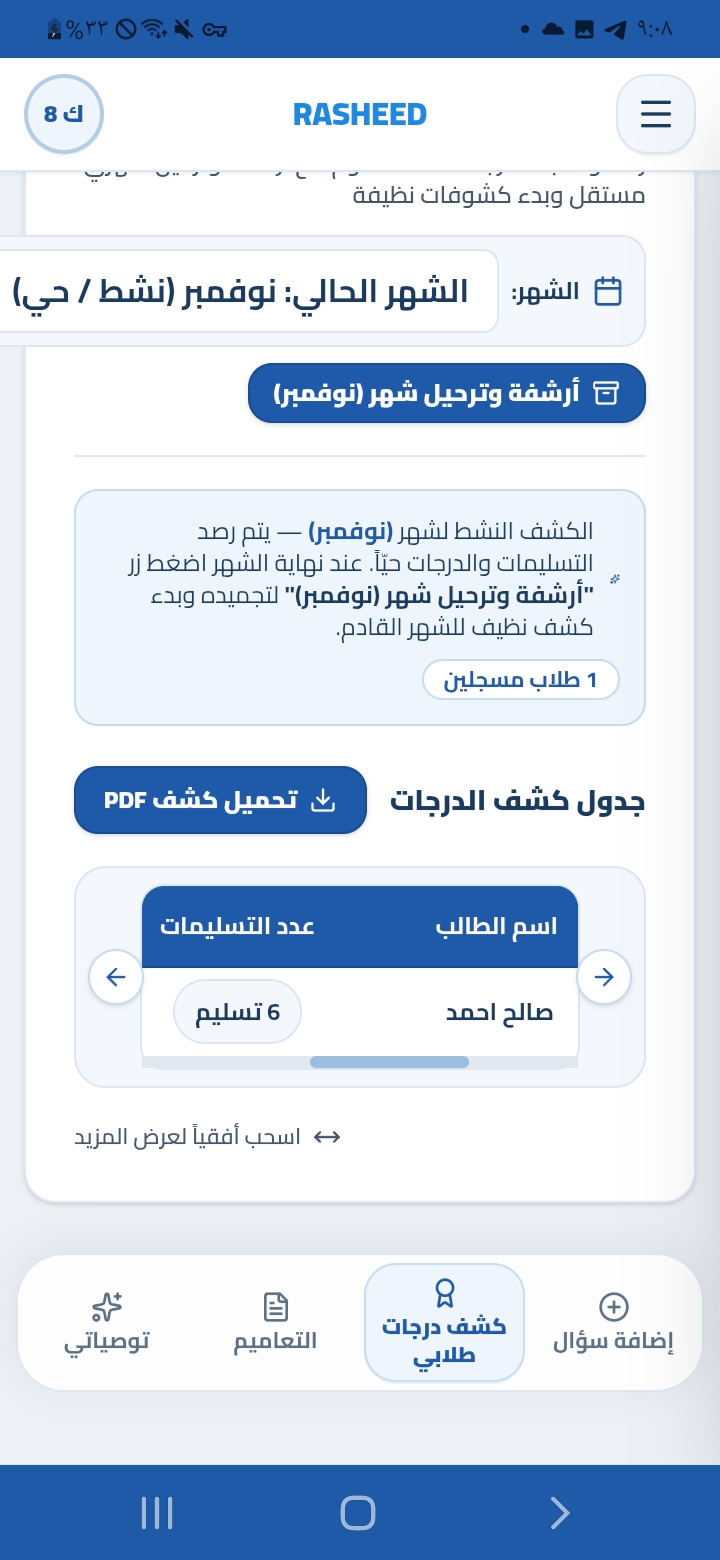 %٣٣
٩:٠٨
ك 8
RASHEED
مستقل وبدء كشوفات نظيفة
الشهر:
الشهر الحالي: نوفمبر (نشط / حي)
أرشفة وترحيل شهر (نوفمبر)
الكشف النشط لشهر (نوفمبر) — يتم رصد
التسليمات والدرجات حيّاً. عند نهاية الشهر اضغط زر
"أرشفة وترحيل شهر (نوفمبر)" لتجميده وبدء
كشف نظيف للشهر القادم.
1 طلاب مسجلين
جدول كشف الدرجات
تحميل كشف PDF
اسم الطالب
عدد التسليمات
صالح احمد
6 تسليم
اسحب أفقياً لعرض المزيد
إضافة سؤال
كشف درجات
طلابي
التعاميم
توصياتي